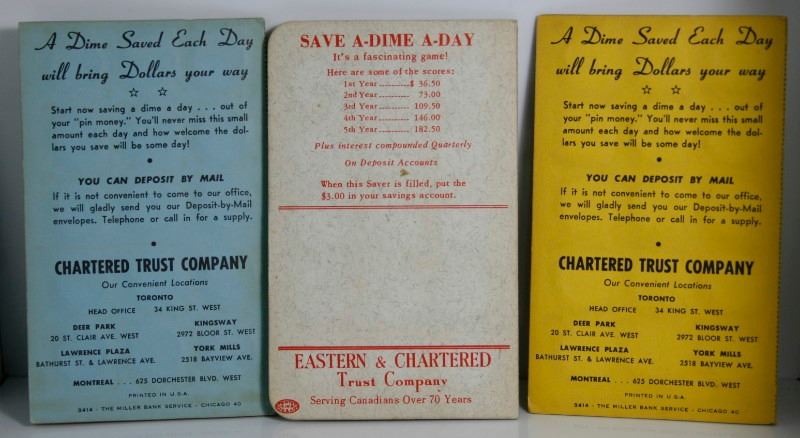 A Dime Saved Each Day
will bring Dollars your way
Start now saving a dime a day . . . out of
your "pin money." You'll never miss this small
amount each day and how welcome the dol-
lars you save will be some day!
YOU CAN DEPOSIT BY MAIL
If it is not convenient to come to our office,
we will gladly send you our Deposit-by-Mail
envelopes. Telephone or call in for a supply.
CHARTERED TRUST COMPANY
Our Convenient Locations
TORONTO
HEAD OFFICE 34 KING ST. WEST
DEER PARK KINGSWAY
20 ST. CLAIR AVE. WEST 2972 BLOOR ST. WEST
LAWRENCE PLAZA YORK MILLS
BATHURST ST. & LAWRENCE AVE. 2518 BAYVIEW AVE.
MONTREAL . . . 625 DORCHESTER BLVD. WEST
PRINTED IN U.S.A.
2414 - THE MILLER BANK SERVICE - CHICAGO 40
SAVE A-DIME A-DAY
It's a fascinating game!
Here are some of the scores:
1st Year..........$ 36.50
2nd Year.......... 73.00
3rd Year.......... 109.50
4th Year.......... 146.00
5th Year.......... 182.50
Plus interest compounded Quarterly
On Deposit Accounts
When this Saver is filled, put the
$3.00 in your savings account.
EASTERN & CHARTERED
Trust Company
Serving Canadians Over 70 Years
A Dime Saved Each Day
will bring Dollars your way
Start now saving a dime a day . . . out of
your "pin money." You'll never miss this small
amount each day and how welcome the dol-
lars you save will be some day!
YOU CAN DEPOSIT BY MAIL
If it is not convenient to come to our office,
we will gladly send you our Deposit-by-Mail
envelopes. Telephone or call in for a supply.
CHARTERED TRUST COMPANY
Our Convenient Locations
TORONTO
HEAD OFFICE 34 KING ST. WEST
DEER PARK KINGSWAY
20 ST. CLAIR AVE. WEST 2972 BLOOR ST. WEST
LAWRENCE PLAZA YORK MILLS
BATHURST ST. & LAWRENCE AVE. 2518 BAYVIEW AVE.
MONTREAL . . . 625 DORCHESTER BLVD. WEST
PRINTED IN U.S.A.
2414 - THE MILLER BANK SERVICE - CHICAGO 40